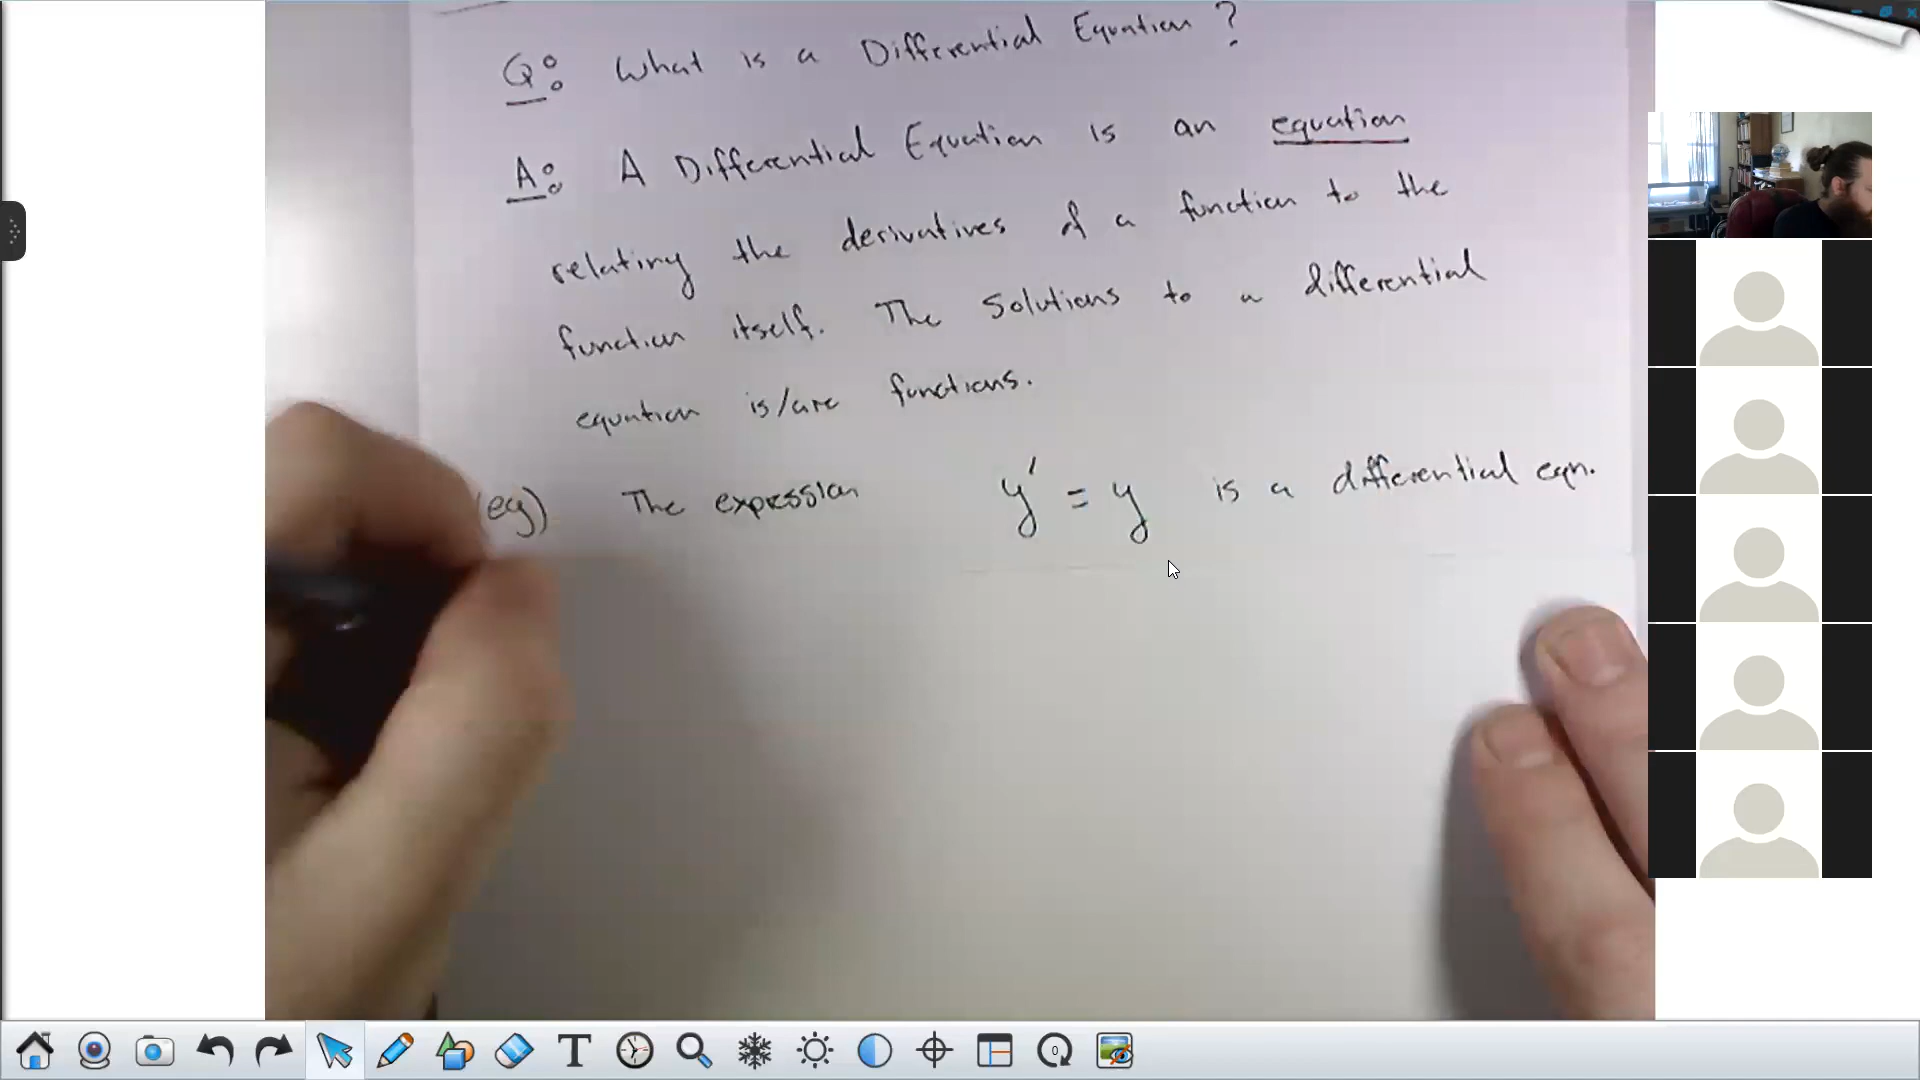 Q: What is a Differential Equation?
A: A Differential Equation is an equation
relating the derivatives of a function to the
function itself. The Solutions to a differential
equation is/are functions.
(eg) The expression y' = y is a differential eqn.
T
0